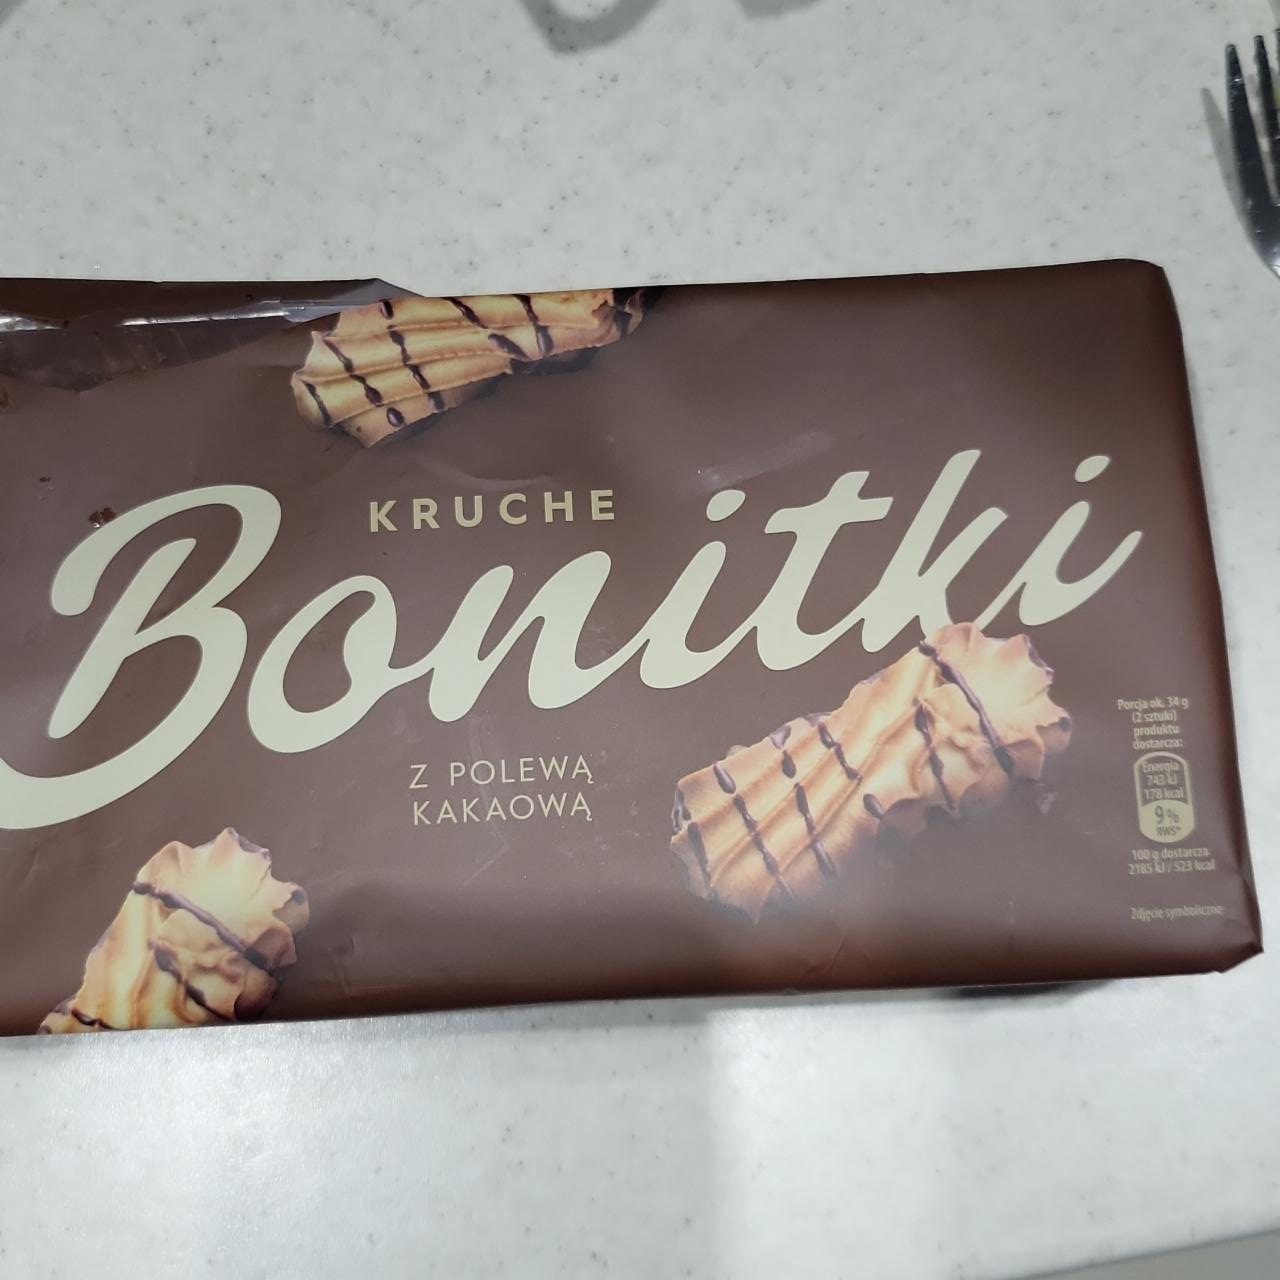 KRUCHE
Bonitki
Z POLEWĄ
KAKAOWĄ
Porcja ok. 34 g
(2 sztuki)
produktu
dostarcza:
Energia
743 kJ
178 kcal
9%
RWS*
100 g dostarcza
2185 kJ / 523 kcal
Zdjęcie symboliczne